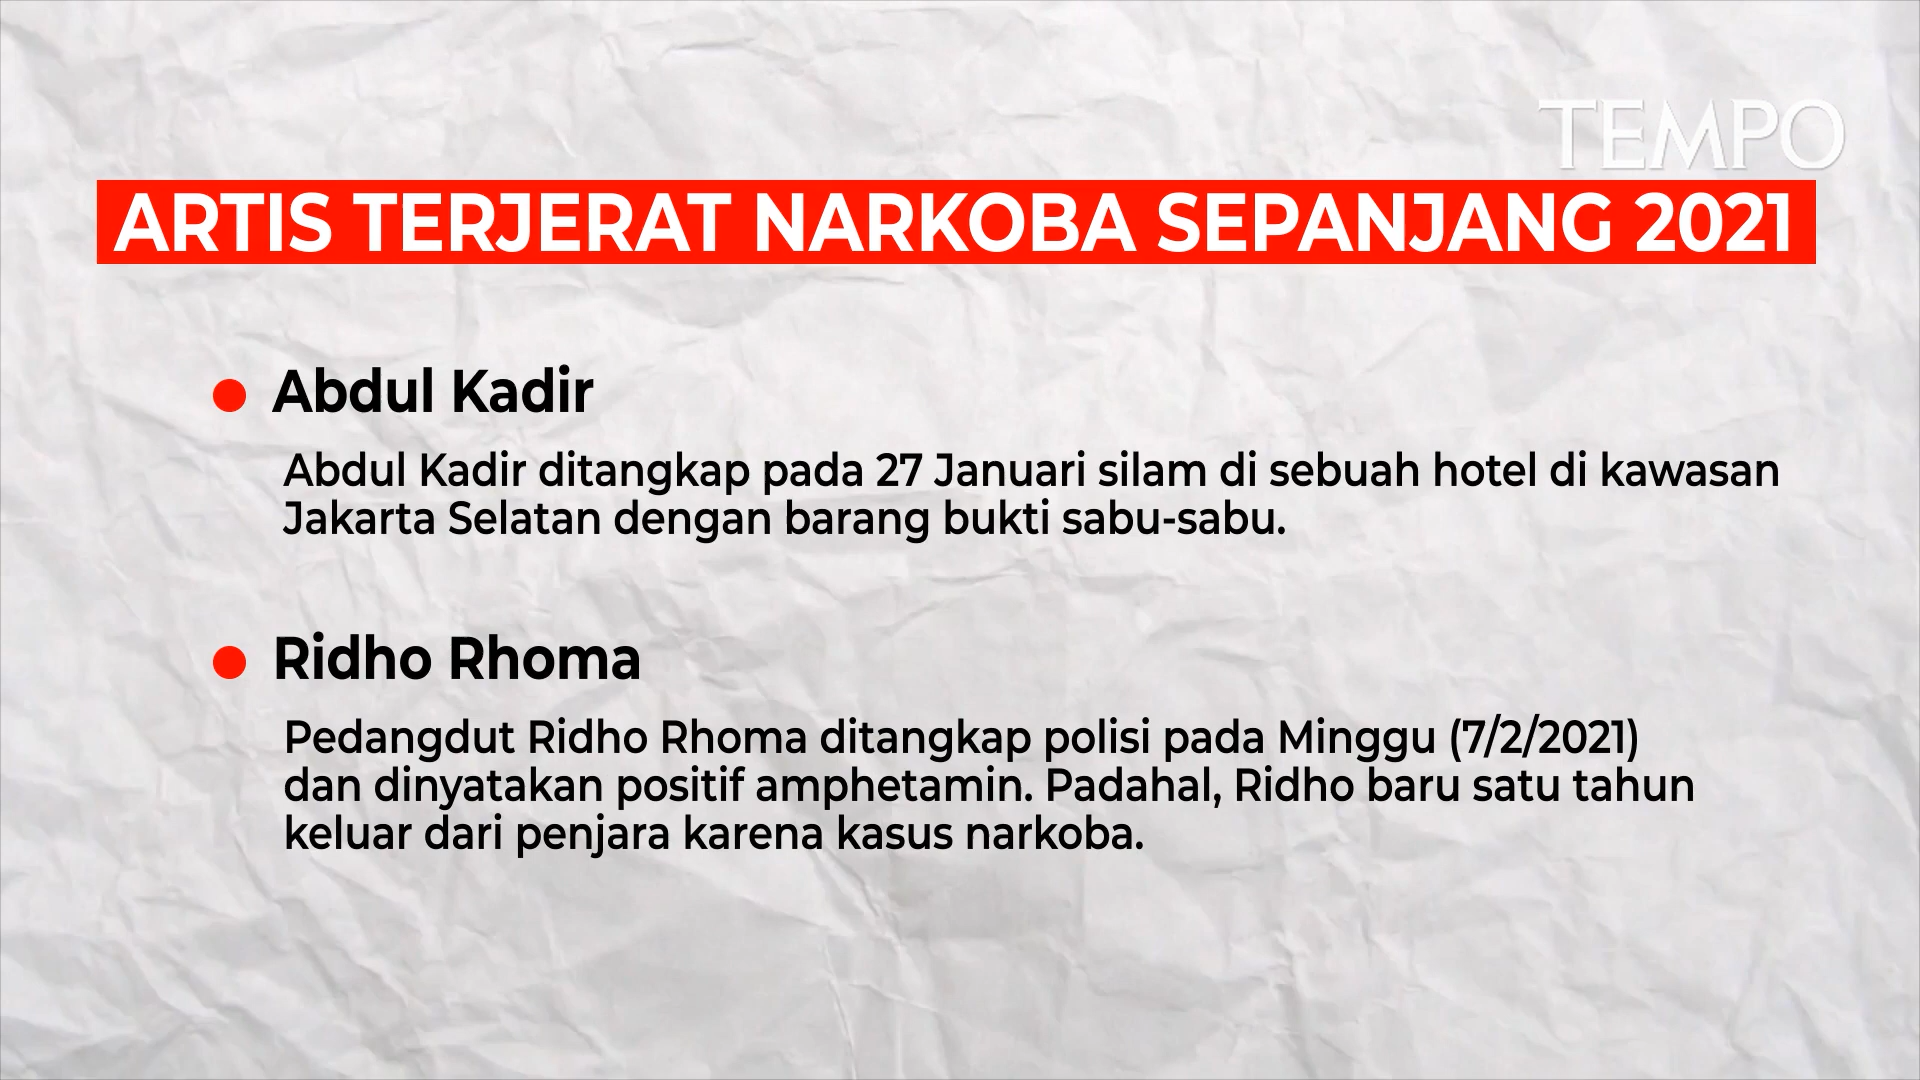 TEMPO
ARTIS TERJERAT NARKOBA SEPANJANG 2021
Abdul Kadir
Abdul Kadir ditangkap pada 27 Januari silam di sebuah hotel di kawasan
Jakarta Selatan dengan barang bukti sabu-sabu.
Ridho Rhoma
Pedangdut Ridho Rhoma ditangkap polisi pada Minggu (7/2/2021)
dan dinyatakan positif amphetamin. Padahal, Ridho baru satu tahun
keluar dari penjara karena kasus narkoba.